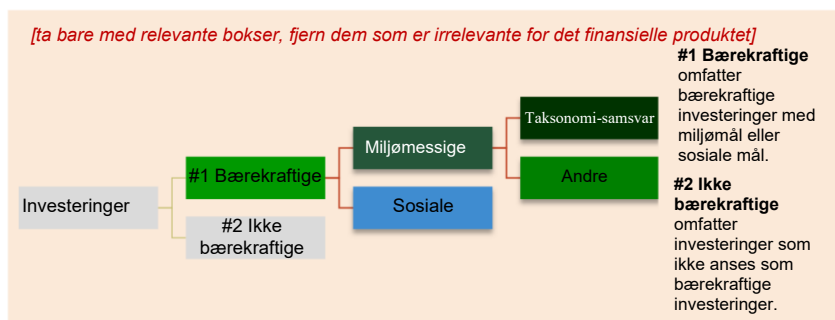 [ta bare med relevante bokser, fjern dem som er irrelevante for det finansielle produktet]
Investeringer
#1 Bærekraftige
#2 Ikke
bærekraftige
Miljømessige
Sosiale
Taksonomi-samsvar
Andre
#1 Bærekraftige
omfatter
bærekraftige
investeringer med
miljømål eller
sosiale mål.
#2 Ikke
bærekraftige
omfatter
investeringer som
ikke anses som
bærekraftige
investeringer.